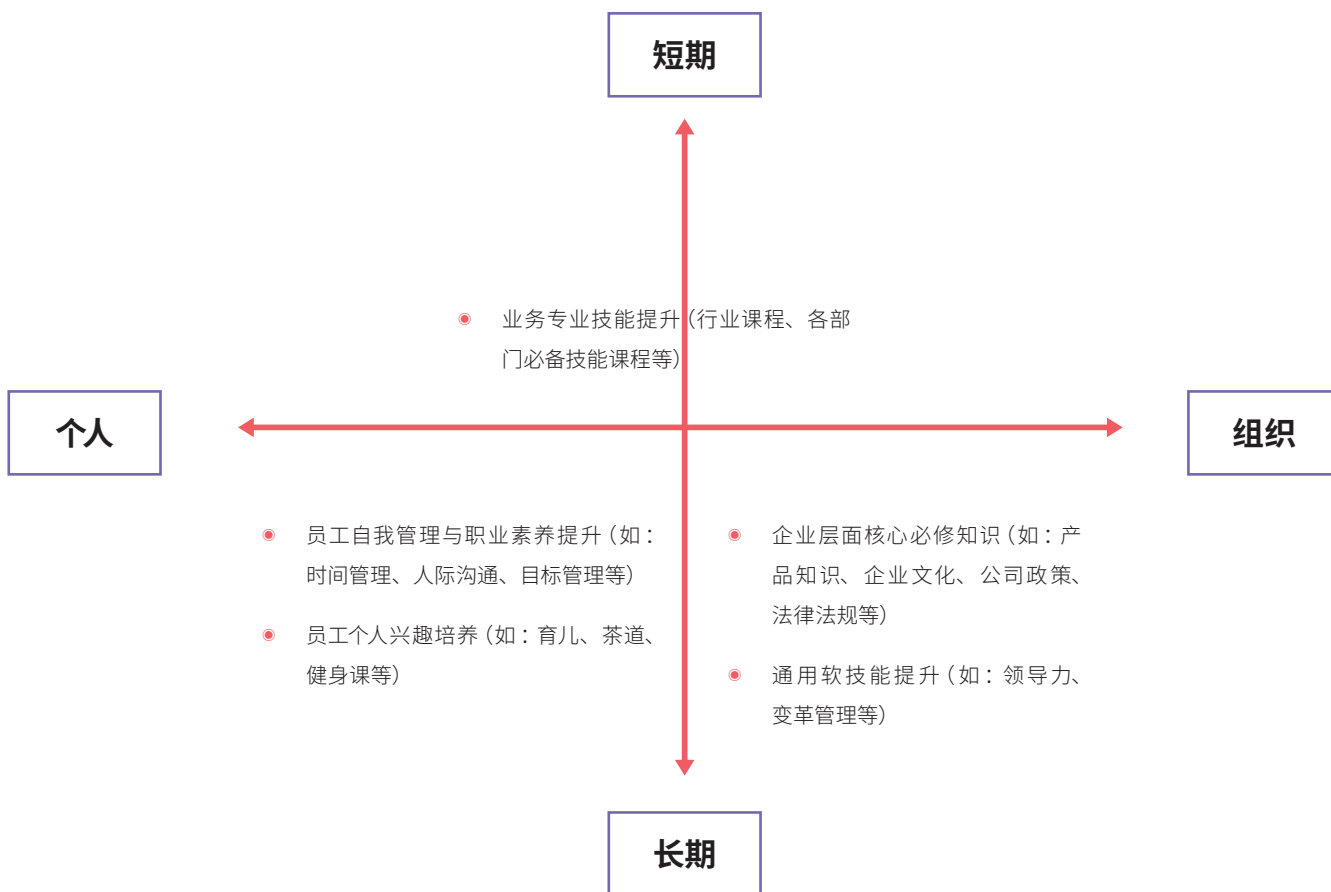 短期
业务专业技能提升（行业课程、各部
门必备技能课程等）
个人
组织
员工自我管理与职业素养提升（如：
时间管理、人际沟通、目标管理等）
员工个人兴趣培养（如：育儿、茶道、
健身课等）
企业层面核心必修知识（如：产
品知识、企业文化、公司政策、
法律法规等）
通用软技能提升（如：领导力、
变革管理等）
长期